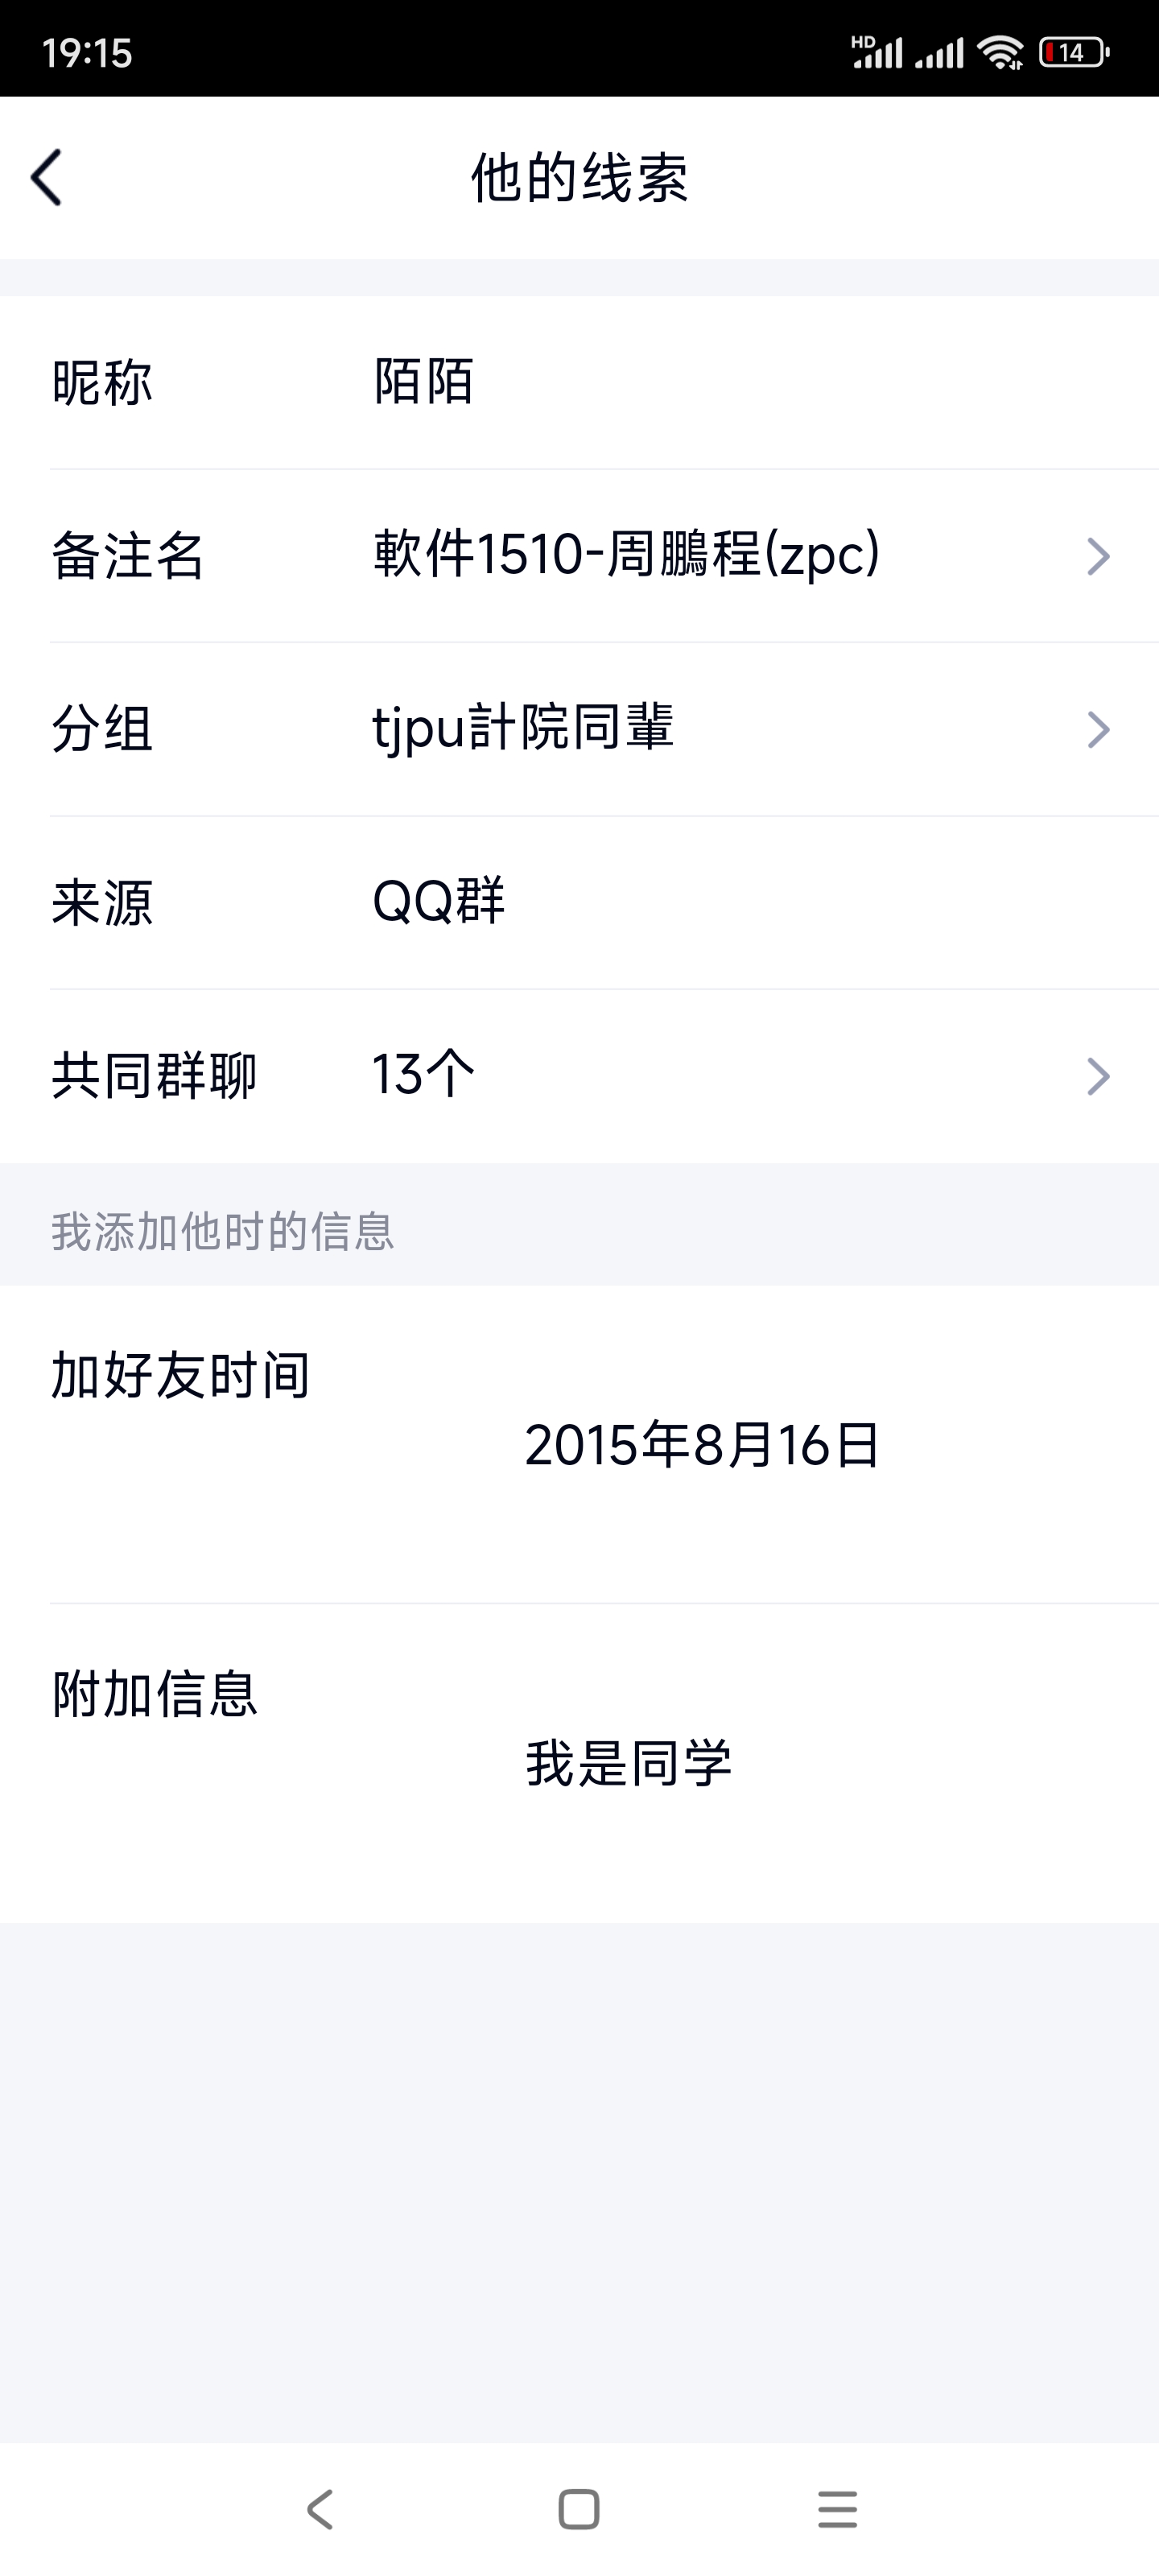 19:15
HD
14
他的线索
昵称 陌陌
备注名 軟件1510-周鵬程(zpc)
分组 tjpu計院同輩
来源 QQ群
共同群聊 13个
我添加他时的信息
加好友时间
2015年8月16日
附加信息
我是同学